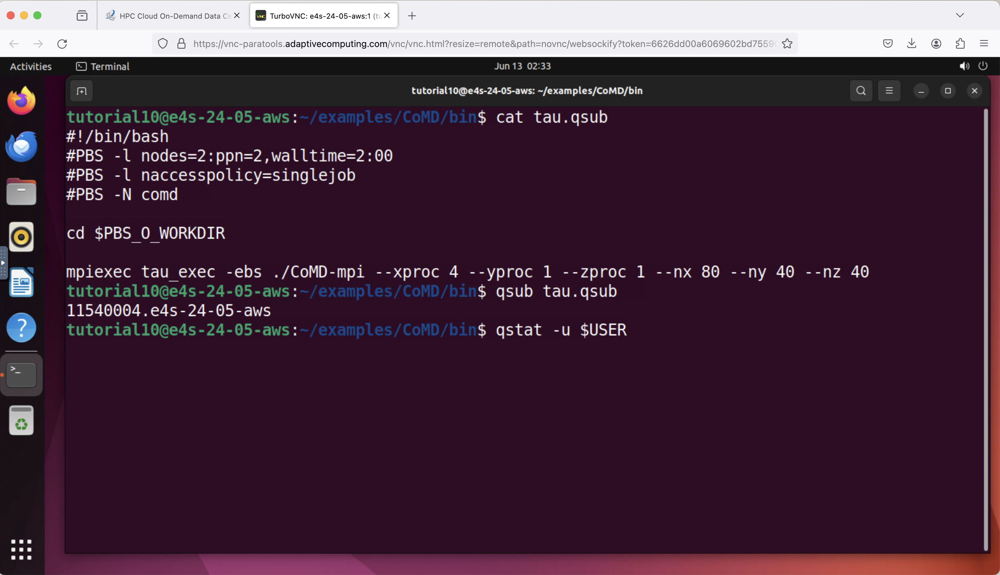 HPC Cloud On-Demand Data Ce
VNC
TurboVNC: e4s-24-05-aws:1 (tu
https://vnc-paratools.adaptivecomputing.com/vnc/vnc.html?resize=remote&path=novnc/websockify?token=6626dd00a6069602bd75590
Activities
Terminal
Jun 13 02:33
tutorial10@e4s-24-05-aws: ~/examples/CoMD/bin
tutorial10@e4s-24-05-aws:~/examples/CoMD/bin$ cat tau.qsub
#!/bin/bash
#PBS -l nodes=2:ppn=2,walltime=2:00
#PBS -l naccesspolicy=singlejob
#PBS -N comd
cd $PBS_O_WORKDIR
mpiexec tau_exec -ebs ./CoMD-mpi --xproc 4 --yproc 1 --zproc 1 --nx 80 --ny 40 --nz 40
tutorial10@e4s-24-05-aws:~/examples/CoMD/bin$ qsub tau.qsub
11540004.e4s-24-05-aws
tutorial10@e4s-24-05-aws:~/examples/CoMD/bin$ qstat -u $USER